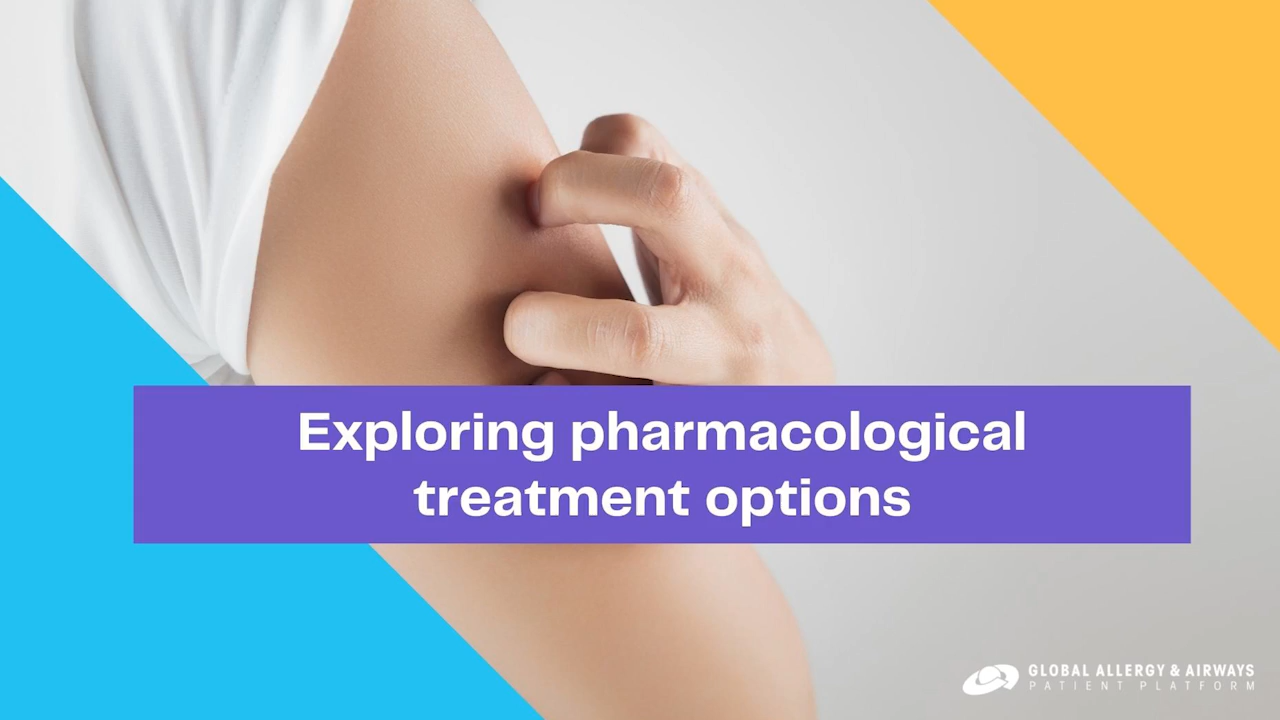 Exploring pharmacological
treatment options
GLOBAL ALLERGY & AIRWAYS
PATIENT PLATFORM